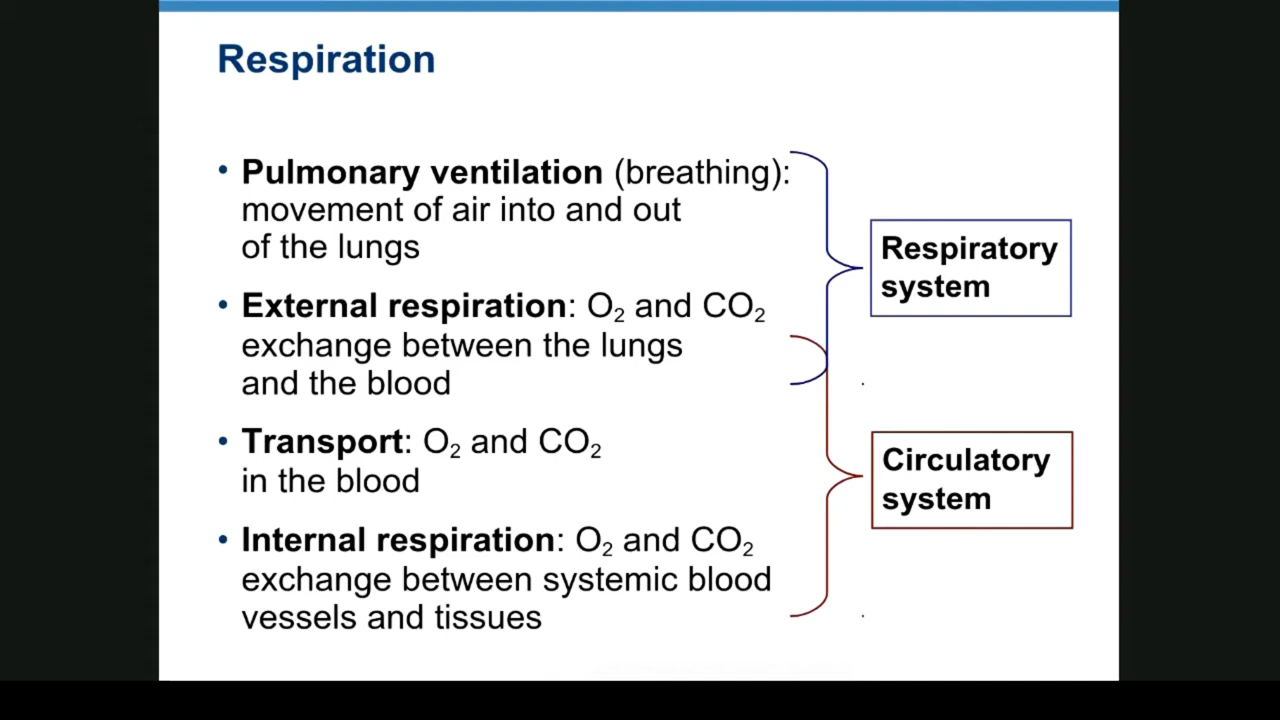 Respiration
• Pulmonary ventilation (breathing):
movement of air into and out
of the lungs
• External respiration: O₂ and CO₂
exchange between the lungs
and the blood
• Transport: O₂ and CO₂
in the blood
• Internal respiration: O₂ and CO₂
exchange between systemic blood
vessels and tissues
Respiratory
system
Circulatory
system